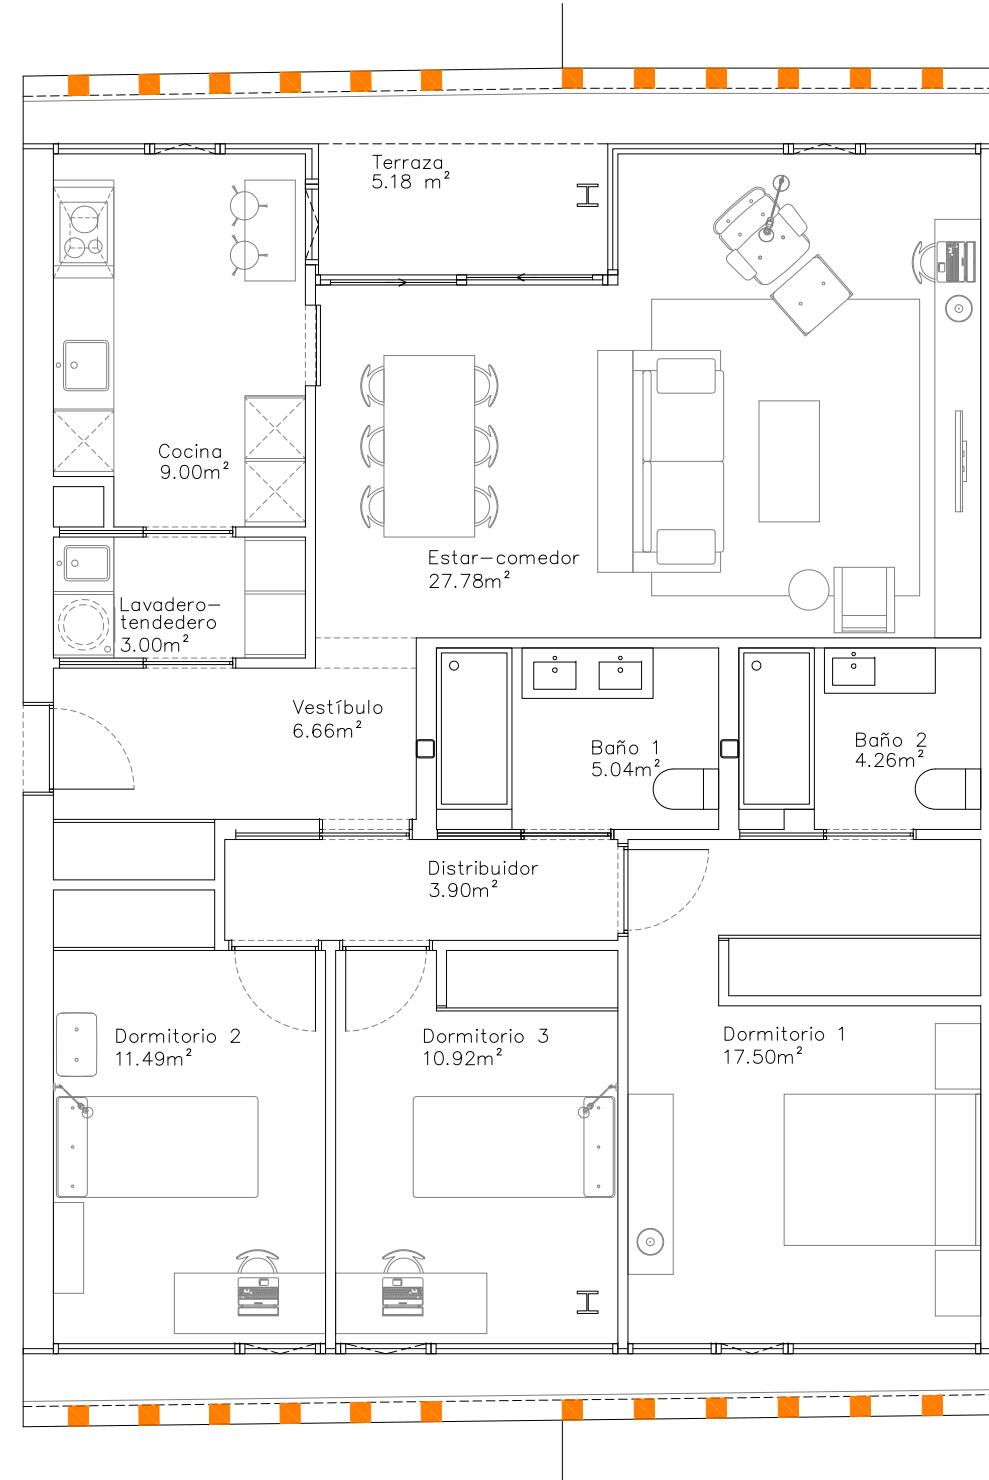 Terraza
5.18 m²
Cocina
9.00m²
Estar-comedor
27.78m²
Lavadero-
tendedero
3.00m²
Vestíbulo
6.66m²
Baño 1
5.04m²
Baño 2
4.26m²
Distribuidor
3.90m²
Dormitorio 2
11.49m²
Dormitorio 3
10.92m²
Dormitorio 1
17.50m²